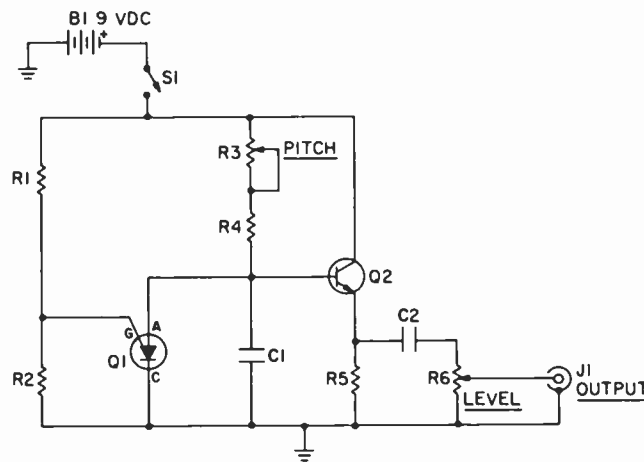 B1 9 VDC
+
S1
R3
PITCH
R1
R4
Q2
G
A
C2
R2
Q1
C
C1
R5
R6
J1
OUTPUT
LEVEL